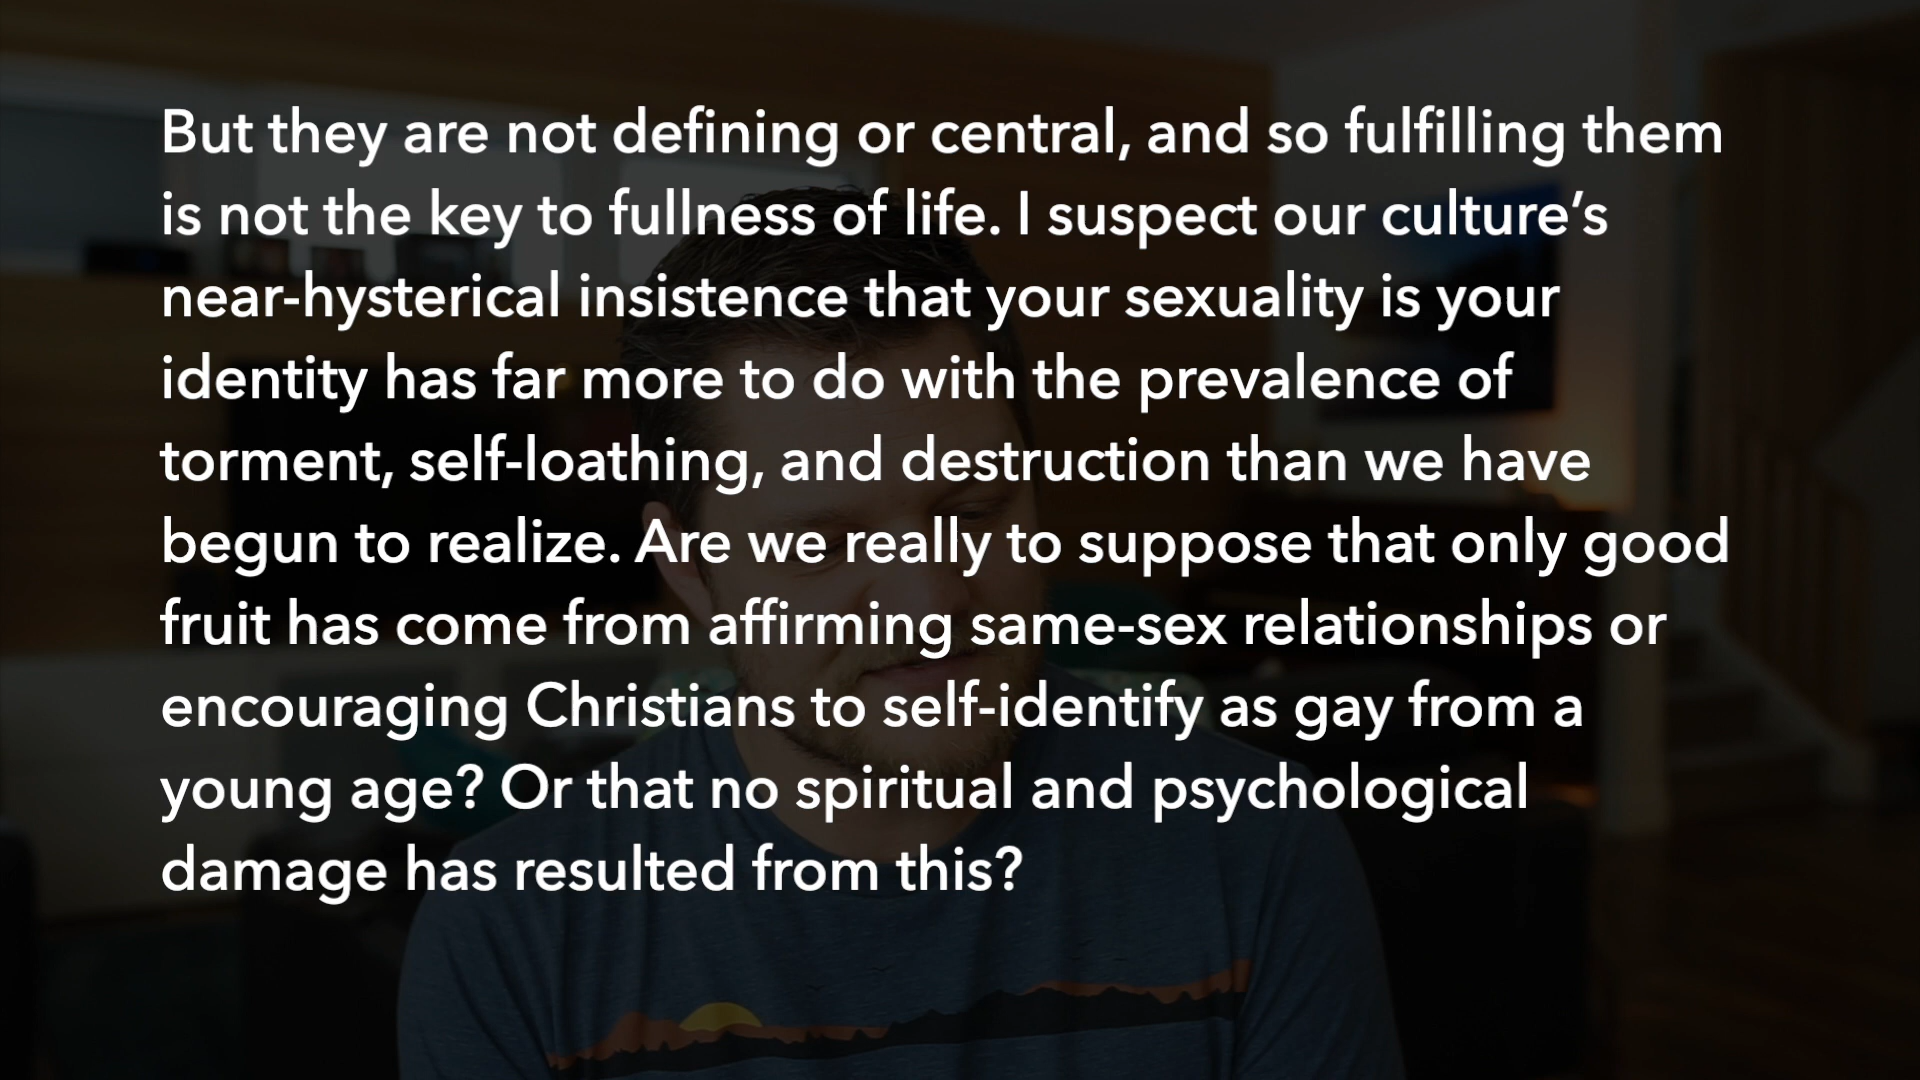 But they are not defining or central, and so fulfilling them
is not the key to fullness of life. I suspect our culture’s
near-hysterical insistence that your sexuality is your
identity has far more to do with the prevalence of
torment, self-loathing, and destruction than we have
begun to realize. Are we really to suppose that only good
fruit has come from affirming same-sex relationships or
encouraging Christians to self-identify as gay from a
young age? Or that no spiritual and psychological
damage has resulted from this?